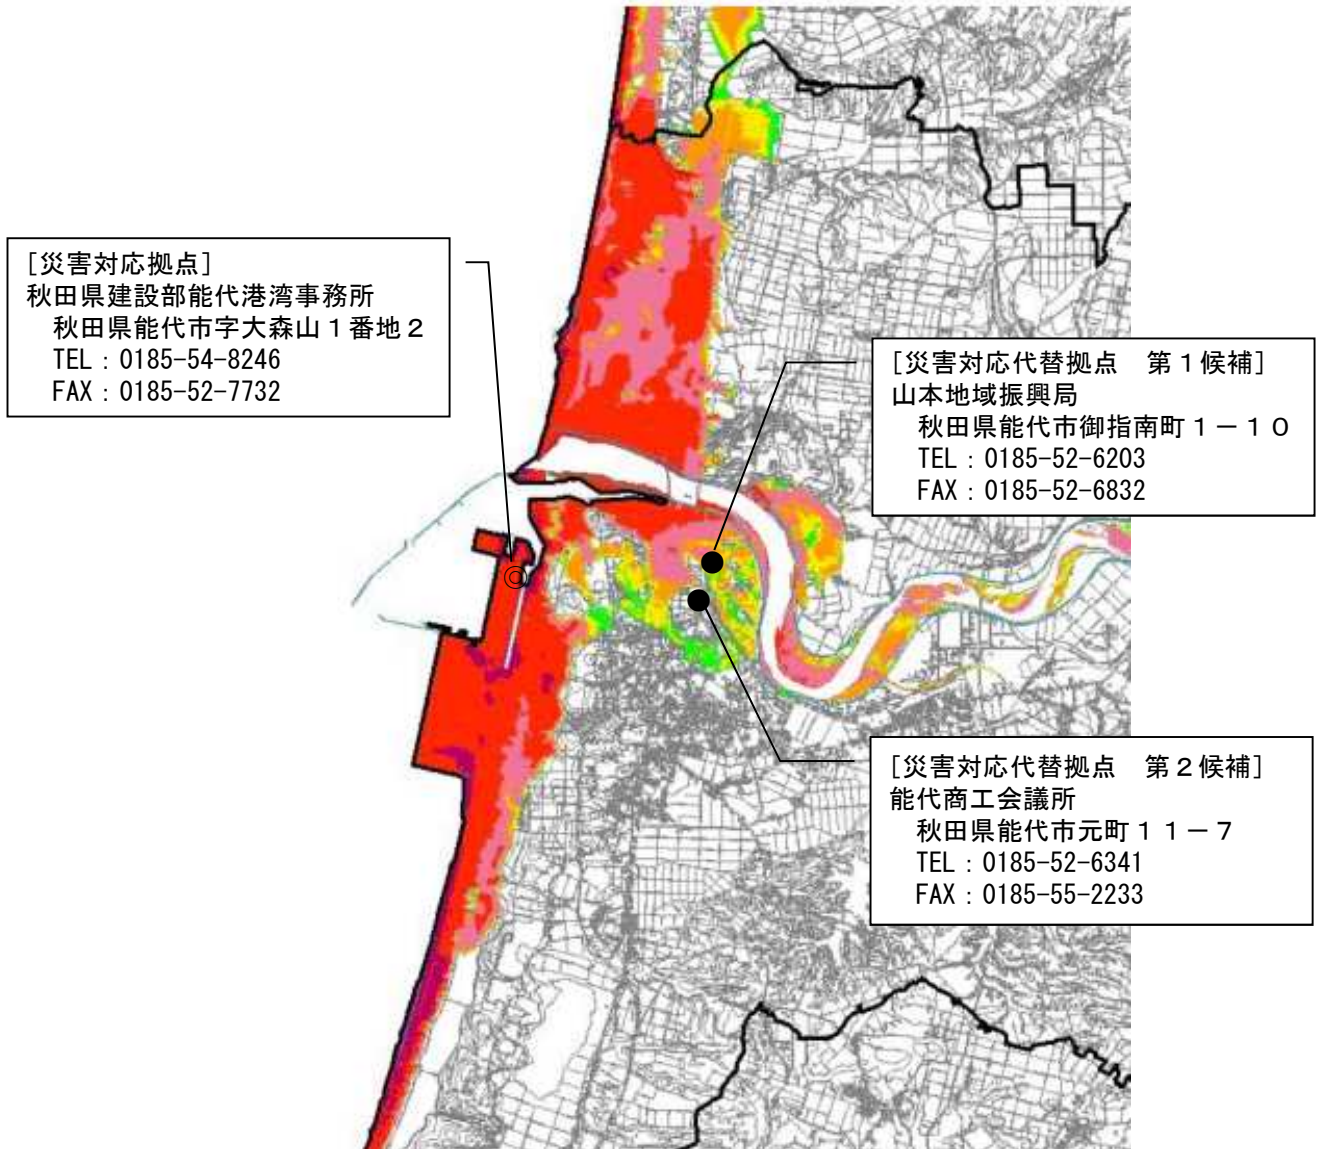 [災害対応拠点]
秋田県建設部能代港湾事務所
秋田県能代市字大森山１番地２
TEL：0185-54-8246
FAX：0185-52-7732
[災害対応代替拠点　第１候補]
山本地域振興局
秋田県能代市御指南町１－１０
TEL：0185-52-6203
FAX：0185-52-6832
[災害対応代替拠点　第２候補]
能代商工会議所
秋田県能代市元町１１－７
TEL：0185-52-6341
FAX：0185-55-2233